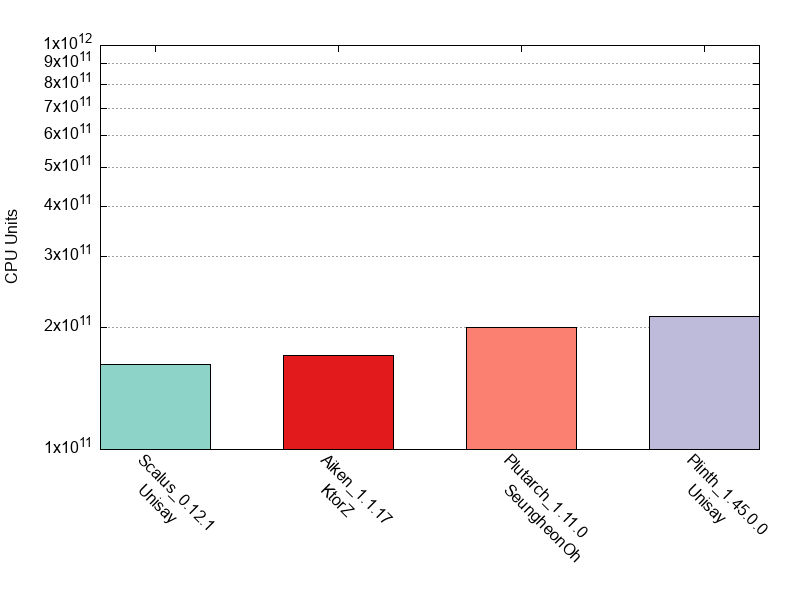 1x10^12
9x10^11
8x10^11
7x10^11
6x10^11
5x10^11
4x10^11
3x10^11
2x10^11
1x10^11
CPU Units
Scalus_0.12.1
Unisay
Aiken_1.1.17
KtorZ
Plutarch_1.11.0
SeungheonOh
Plinth_1.45.0.0
Unisay